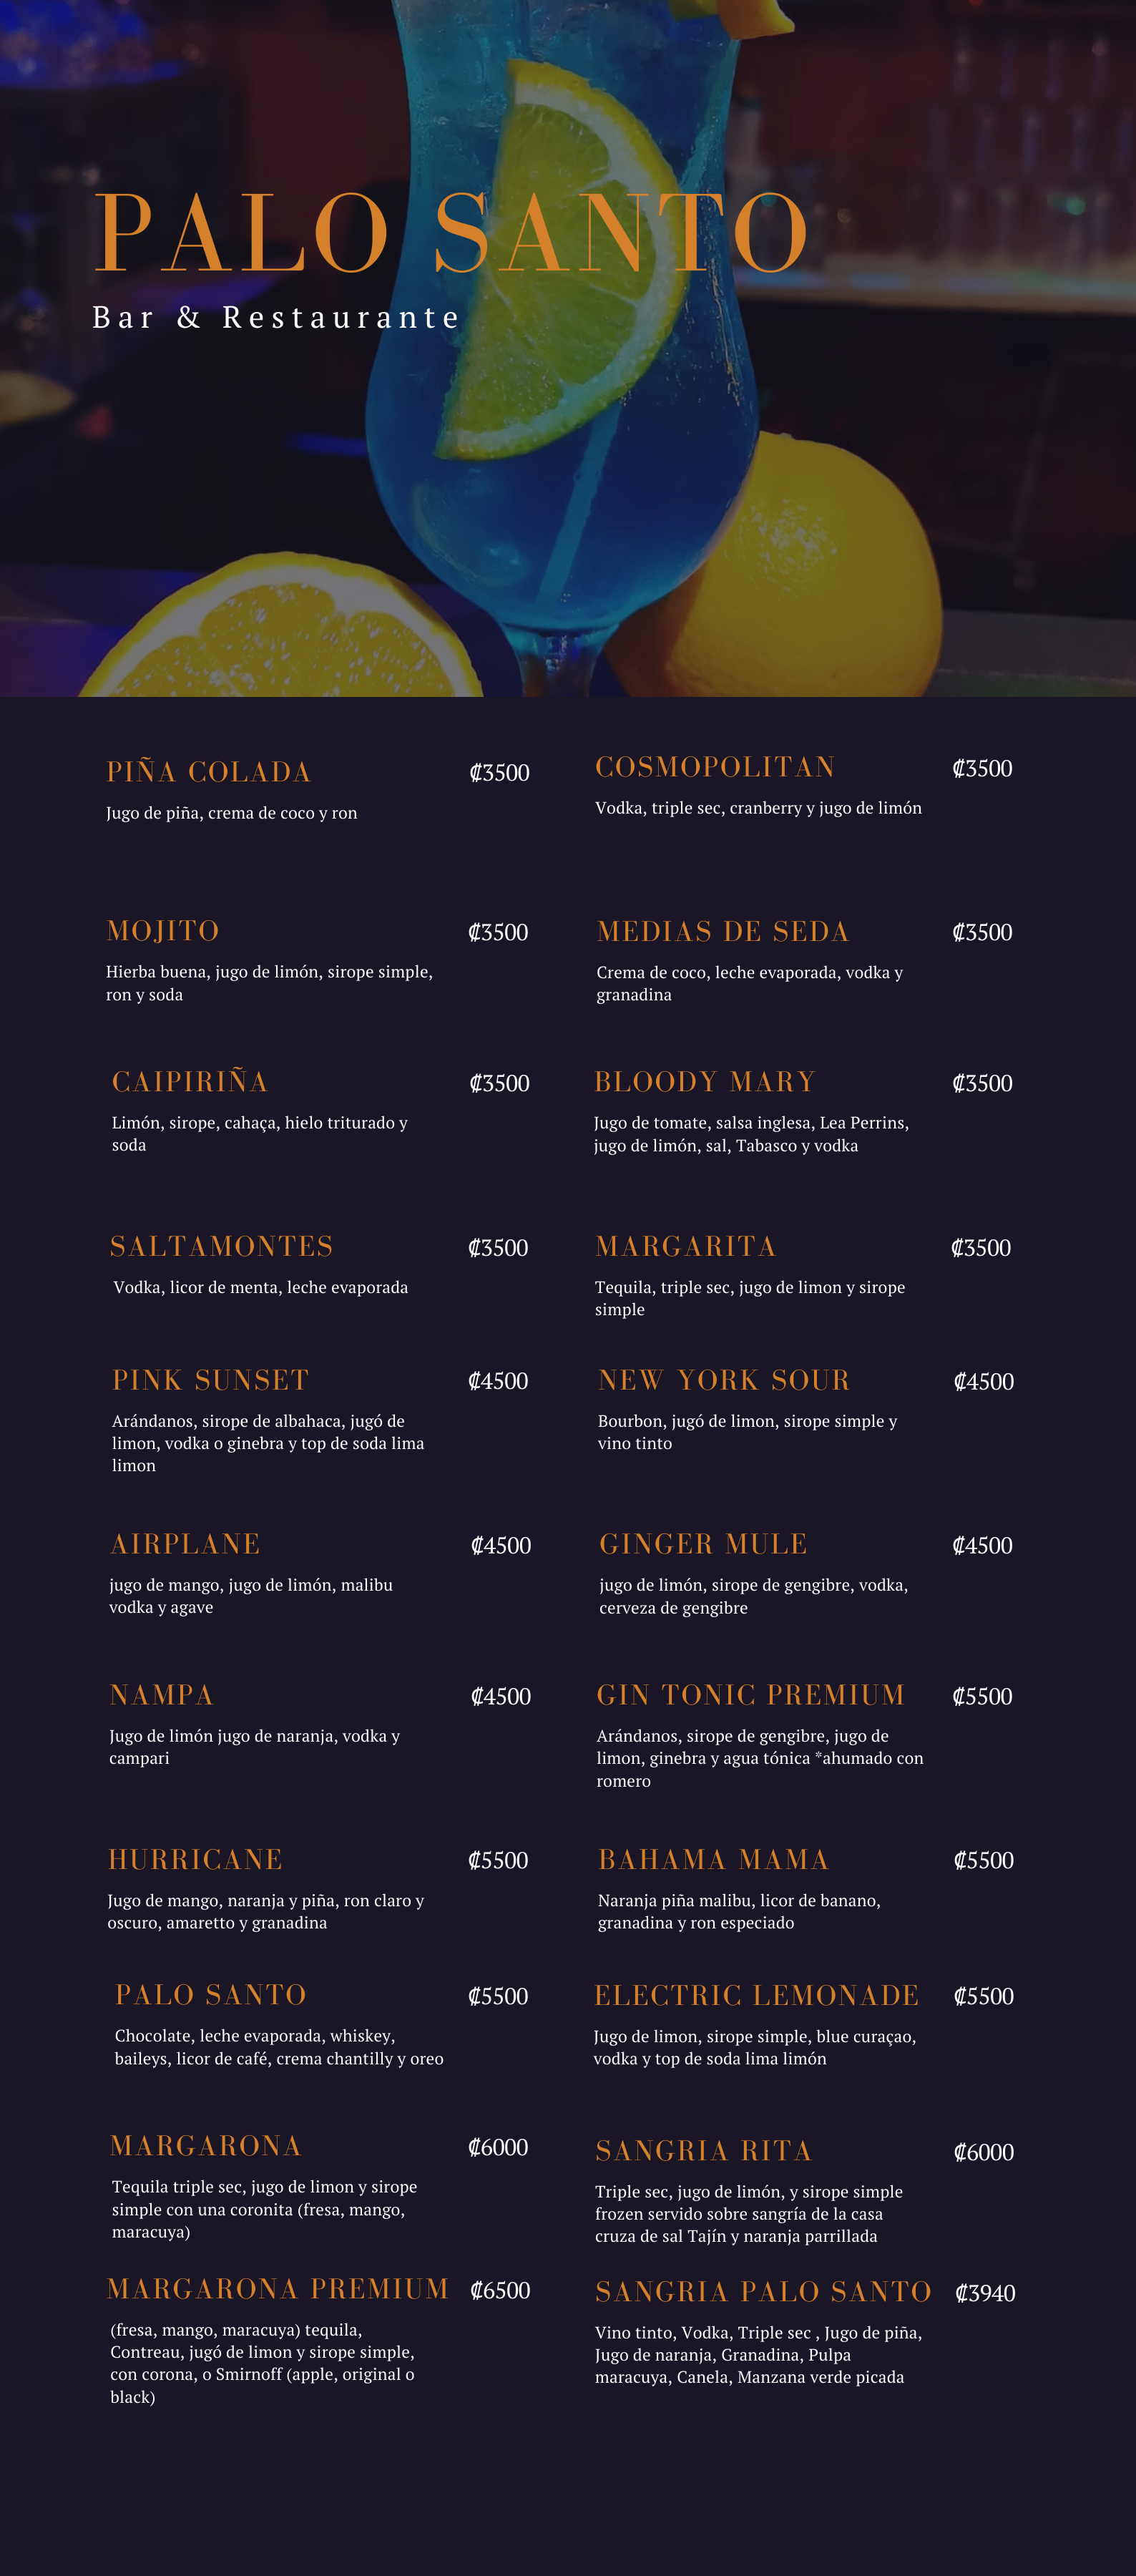 PALO SANTO
Bar & Restaurante
PIÑA COLADA ₡3500
Jugo de piña, crema de coco y ron
COSMOPOLITAN ₡3500
Vodka, triple sec, cranberry y jugo de limón
MOJITO ₡3500
Hierba buena, jugo de limón, sirope simple,
ron y soda
MEDIAS DE SEDA ₡3500
Crema de coco, leche evaporada, vodka y
granadina
CAIPIRIÑA ₡3500
Limón, sirope, cahaça, hielo triturado y
soda
BLOODY MARY ₡3500
Jugo de tomate, salsa inglesa, Lea Perrins,
jugo de limón, sal, Tabasco y vodka
SALTAMONTES ₡3500
Vodka, licor de menta, leche evaporada
MARGARITA ₡3500
Tequila, triple sec, jugo de limon y sirope
simple
PINK SUNSET ₡4500
Arándanos, sirope de albahaca, jugó de
limon, vodka o ginebra y top de soda lima
limon
NEW YORK SOUR ₡4500
Bourbon, jugó de limon, sirope simple y
vino tinto
AIRPLANE ₡4500
jugo de mango, jugo de limón, malibu
vodka y agave
GINGER MULE ₡4500
jugo de limón, sirope de gengibre, vodka,
cerveza de gengibre
NAMPA ₡4500
Jugo de limón jugo de naranja, vodka y
campari
GIN TONIC PREMIUM ₡5500
Arándanos, sirope de gengibre, jugo de
limon, ginebra y agua tónica *ahumado con
romero
HURRICANE ₡5500
Jugo de mango, naranja y piña, ron claro y
oscuro, amaretto y granadina
BAHAMA MAMA ₡5500
Naranja piña malibu, licor de banano,
granadina y ron especiado
PALO SANTO ₡5500
Chocolate, leche evaporada, whiskey,
baileys, licor de café, crema chantilly y oreo
ELECTRIC LEMONADE ₡5500
Jugo de limon, sirope simple, blue curaçao,
vodka y top de soda lima limón
MARGARONA ₡6000
Tequila triple sec, jugo de limon y sirope
simple con una coronita (fresa, mango,
maracuya)
SANGRIA RITA ₡6000
Triple sec, jugo de limón, y sirope simple
frozen servido sobre sangría de la casa
cruza de sal Tajín y naranja parrillada
MARGARONA PREMIUM ₡6500
(fresa, mango, maracuya) tequila,
Contreau, jugó de limon y sirope simple,
con corona, o Smirnoff (apple, original o
black)
SANGRIA PALO SANTO ₡3940
Vino tinto, Vodka, Triple sec , Jugo de piña,
Jugo de naranja, Granadina, Pulpa
maracuya, Canela, Manzana verde picada